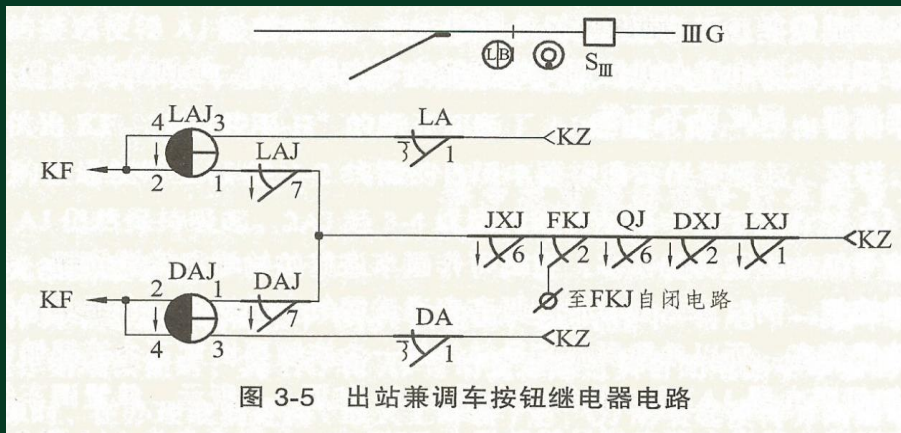 LB
S_III
ⅢG
LAJ
4 3
2 1
KF
LA
1
KZ
LAJ
7
JXJ FKJ QJ DXJ LXJ
6 2 6 2 1
KZ
至FKJ自闭电路
DAJ
2 1
4 3
KF
DAJ
7
DA
1
KZ
图 3-5 出站兼调车按钮继电器电路